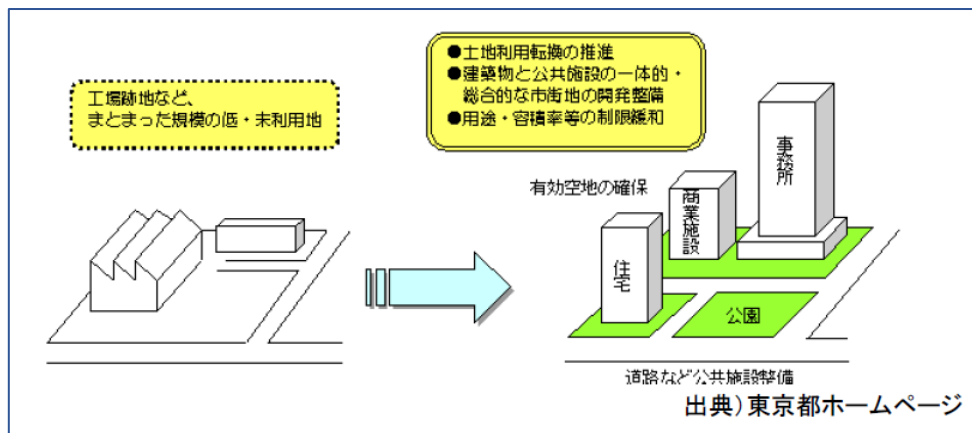 工場跡地など、
まとまった規模の低・未利用地
●土地利用転換の推進
●建築物と公共施設の一体的・
総合的な市街地の開発整備
●用途・容積率等の制限緩和
有効空地の確保
事務所
商業施設
住宅
公園
道路など公共施設整備
出典）東京都ホームページ